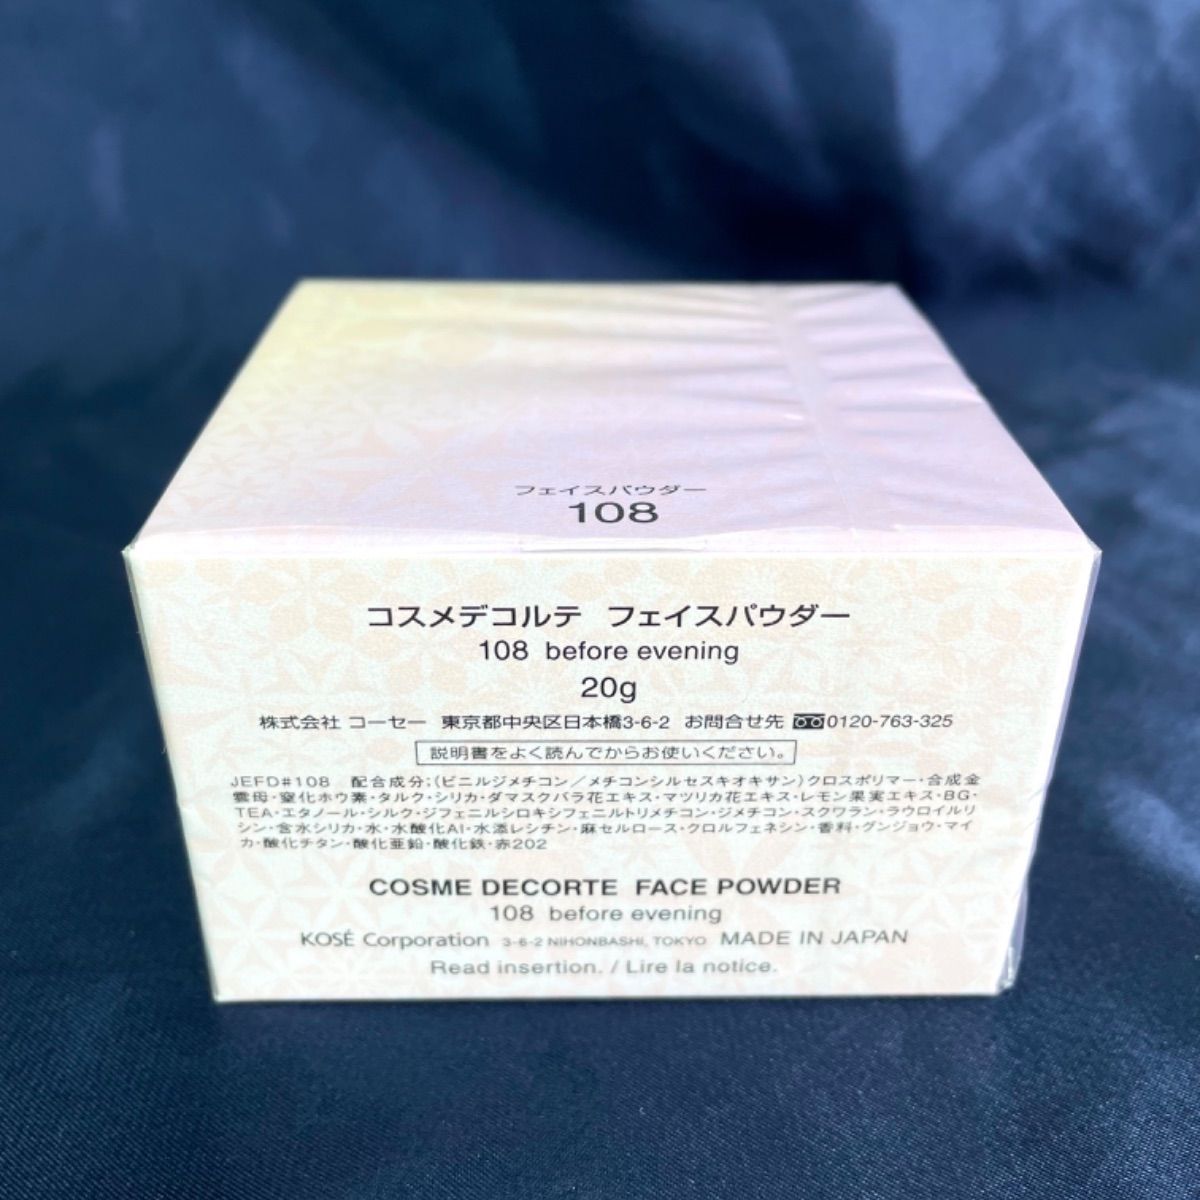 フェイスパウダー
108
コスメデコルテ フェイスパウダー
108 before evening
20g
株式会社 コーセー 東京都中央区日本橋3-6-2 お問合せ先 0120-763-325
説明書をよく読んでからお使いください。
JEFD#108 配合成分;(ビニルジメチコン/メチコンシルセスキオキサン)クロスポリマー・合成金
雲母・窒化ホウ素・タルク・シリカ・ダマスクバラ花エキス・マツリカ花エキス・レモン果実エキス・BG・
TEA・エタノール・シルク・ジフェニルシロキシフェニルトリメチコン・ジメチコン・スクワラン・ラウロイルリ
シン・含水シリカ・水・水酸化Al・水添レシチン・麻セルロース・クロルフェネシン・香料・グンジョウ・マイ
カ・酸化チタン・酸化亜鉛・酸化鉄・赤202
COSME DECORTE FACE POWDER
108 before evening
KOSÉ Corporation 3-6-2 NIHONBASHI, TOKYO MADE IN JAPAN
Read insertion. / Lire la notice.